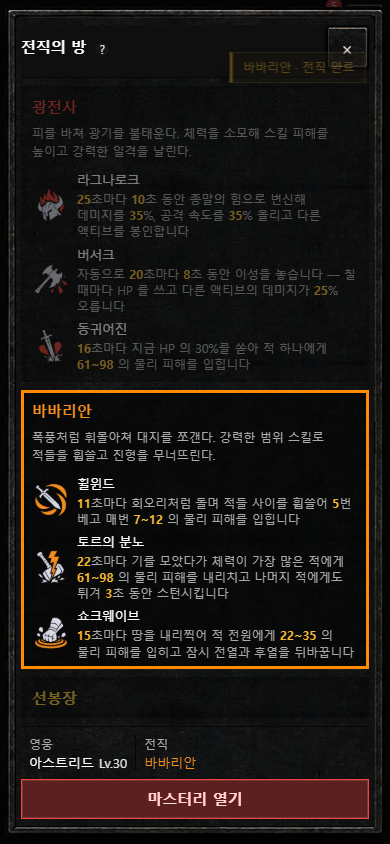 전직의 방 ?
×
바바리안 · 전직 완료
광전사
피를 바쳐 광기를 불태운다. 체력을 소모해 스킬 피해를
높이고 강력한 일격을 날린다.
라그나로크
25초마다 10초 동안 종말의 힘으로 변신해
데미지를 35%, 공격 속도를 35% 올리고 다른
액티브를 봉인합니다
버서크
자동으로 20초마다 8초 동안 이성을 놓습니다 — 칠
때마다 HP 를 쓰고 다른 액티브의 데미지가 25%
오릅니다
동귀어진
16초마다 지금 HP 의 30%를 쏟아 적 하나에게
61~98 의 물리 피해를 입힙니다
바바리안
폭풍처럼 휘몰아쳐 대지를 쪼갠다. 강력한 범위 스킬로
적들을 휩쓸고 진형을 무너뜨린다.
휠윈드
11초마다 회오리처럼 돌며 적들 사이를 휩쓸어 5번
베고 매번 7~12 의 물리 피해를 입힙니다
토르의 분노
22초마다 기를 모았다가 체력이 가장 많은 적에게
61~98 의 물리 피해를 내리치고 나머지 적에게도
튀겨 3초 동안 스턴시킵니다
쇼크웨이브
15초마다 땅을 내리찍어 적 전원에게 22~35 의
물리 피해를 입히고 잠시 전열과 후열을 뒤바꿉니다
선봉장
영웅
아스트리드 Lv.30
전직
바바리안
마스터리 열기